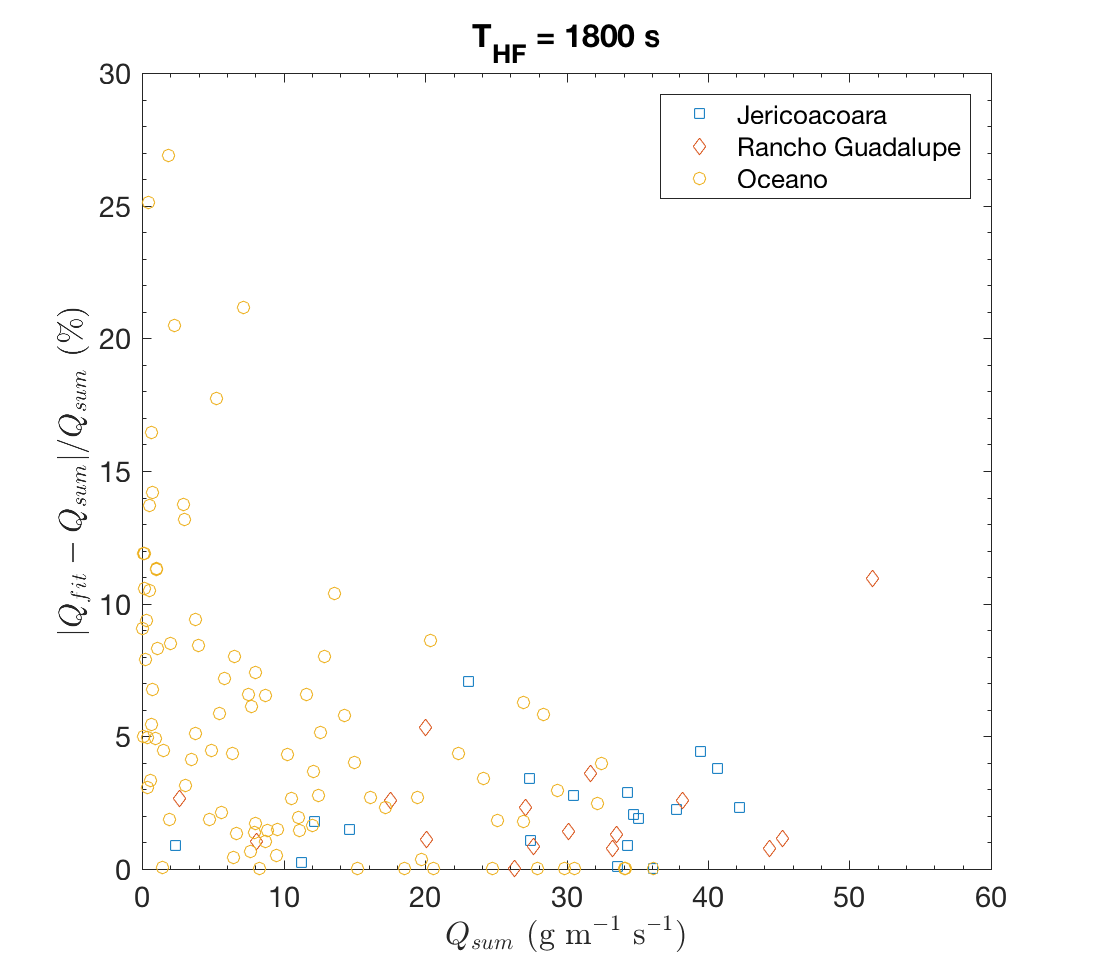 T_HF = 1800 s
30
25
20
15
10
5
0
|Q_fit − Q_sum|/Q_sum (%)
Jericoacoara
Rancho Guadalupe
Oceano
0 10 20 30 40 50 60
Q_sum (g m^−1 s^−1)